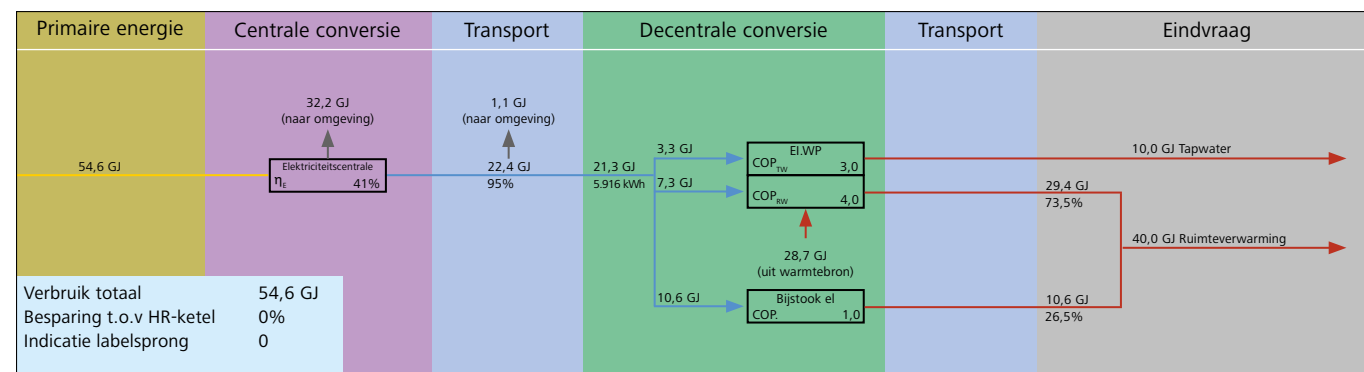 Primaire energie
Centrale conversie
Transport
Decentrale conversie
Transport
Eindvraag
54,6 GJ
32,2 GJ
(naar omgeving)
Elektriciteitscentrale
ηE 41%
1,1 GJ
(naar omgeving)
22,4 GJ
95%
21,3 GJ
5.916 kWh
3,3 GJ
7,3 GJ
10,6 GJ
El.WP
COPTW 3,0
COPRW 4,0
28,7 GJ
(uit warmtebron)
Bijstook el
COP. 1,0
10,0 GJ Tapwater
29,4 GJ
73,5%
40,0 GJ Ruimteverwarming
10,6 GJ
26,5%
Verbruik totaal 54,6 GJ
Besparing t.o.v HR-ketel 0%
Indicatie labelsprong 0